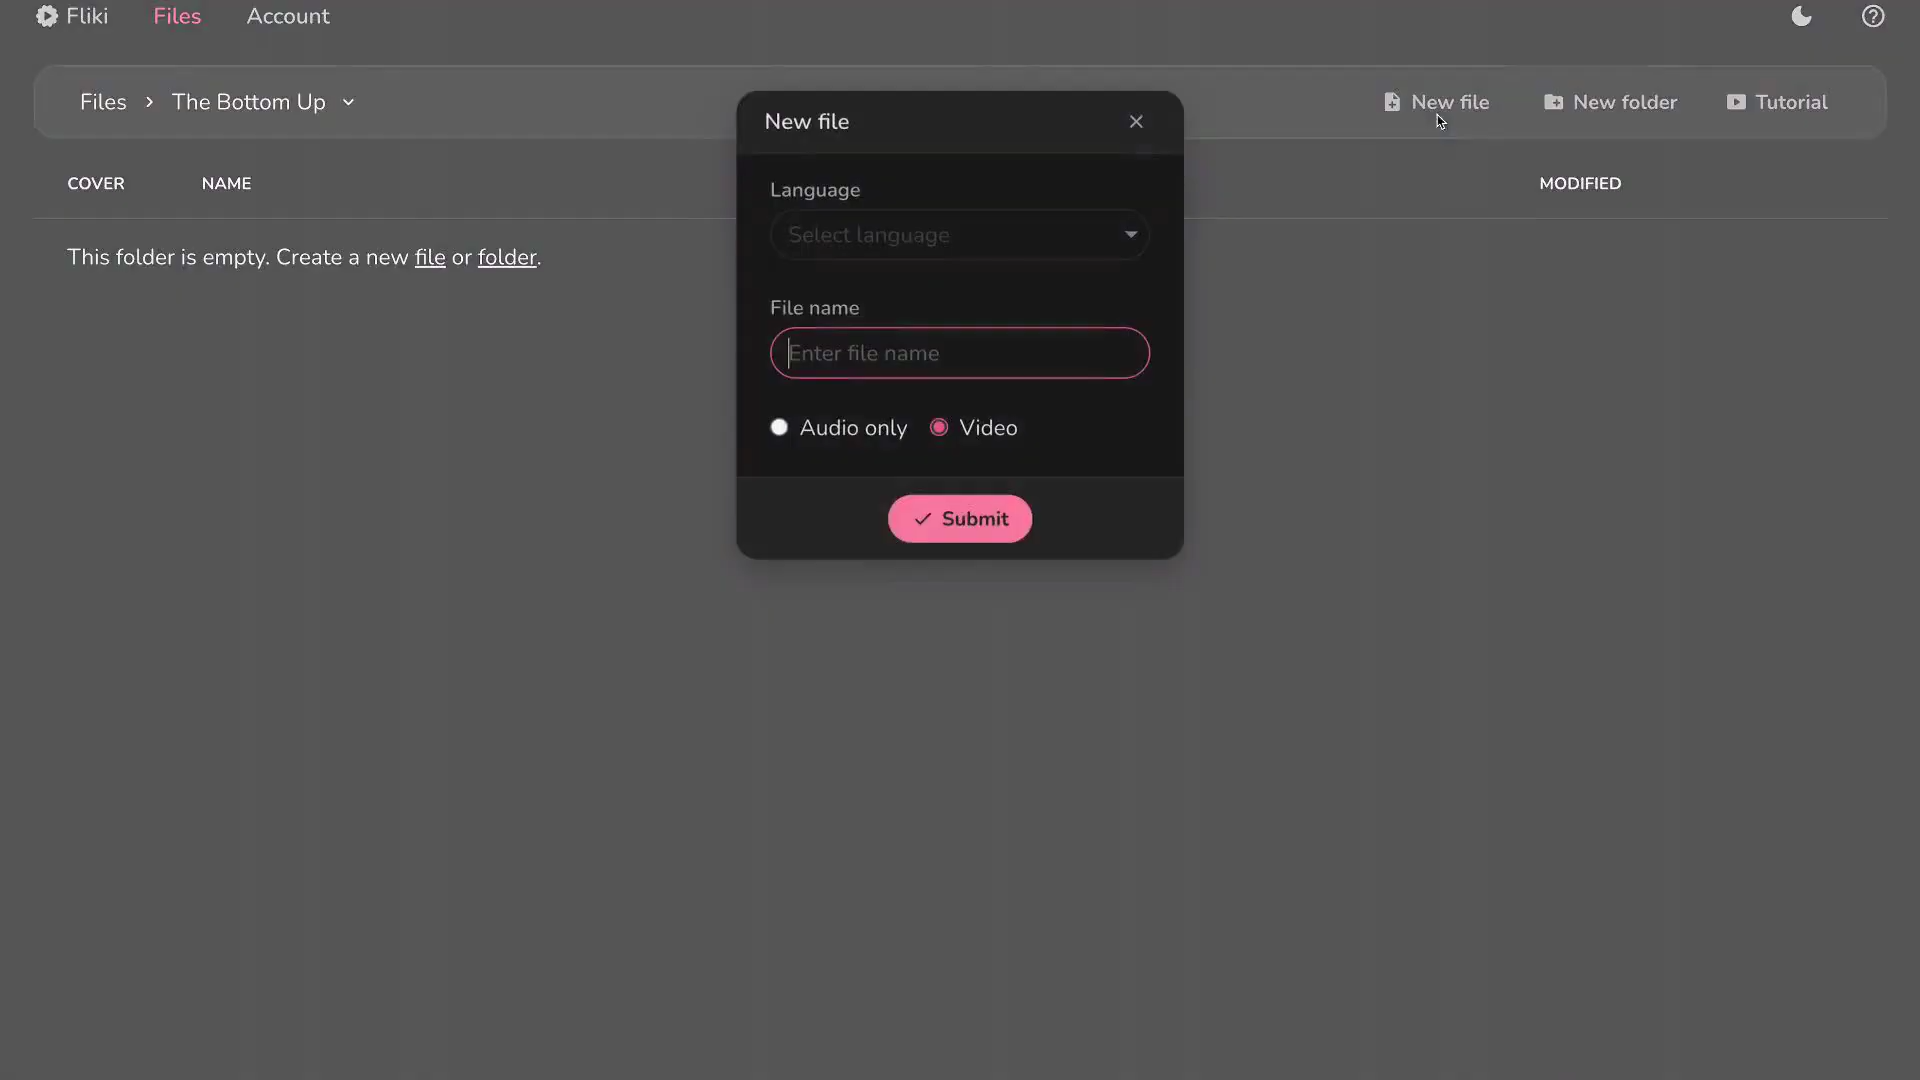 Fliki
Files
Account
Files
The Bottom Up
New file
New folder
Tutorial
COVER
NAME
MODIFIED
This folder is empty. Create a new file or folder.
New file
Language
Select language
File name
Enter file name
Audio only
Video
Submit